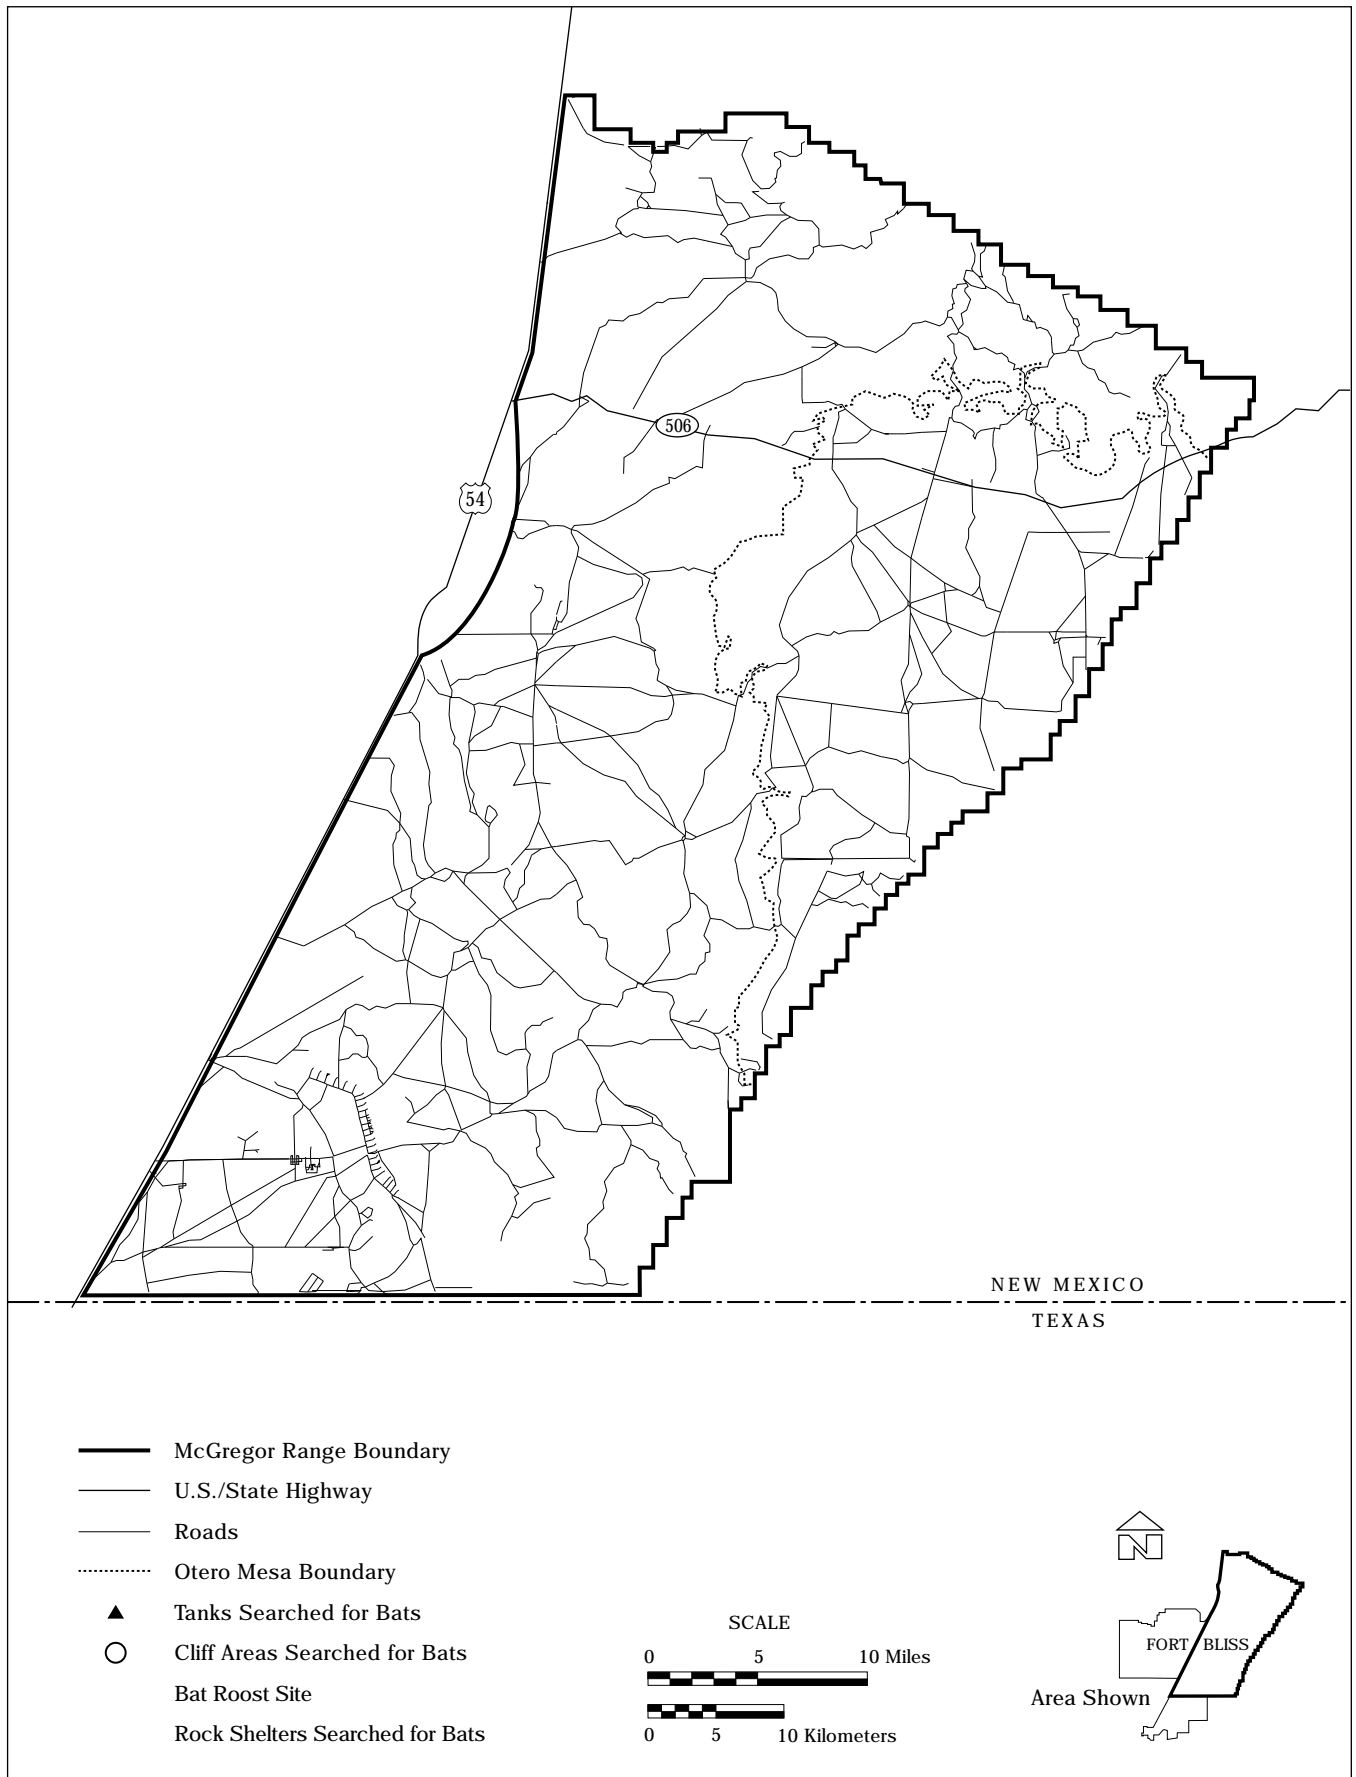 506
54
NEW MEXICO
TEXAS
McGregor Range Boundary
U.S./State Highway
Roads
Otero Mesa Boundary
Tanks Searched for Bats
Cliff Areas Searched for Bats
Bat Roost Site
Rock Shelters Searched for Bats
SCALE
0 5 10 Miles
0 5 10 Kilometers
N
FORT BLISS
Area Shown